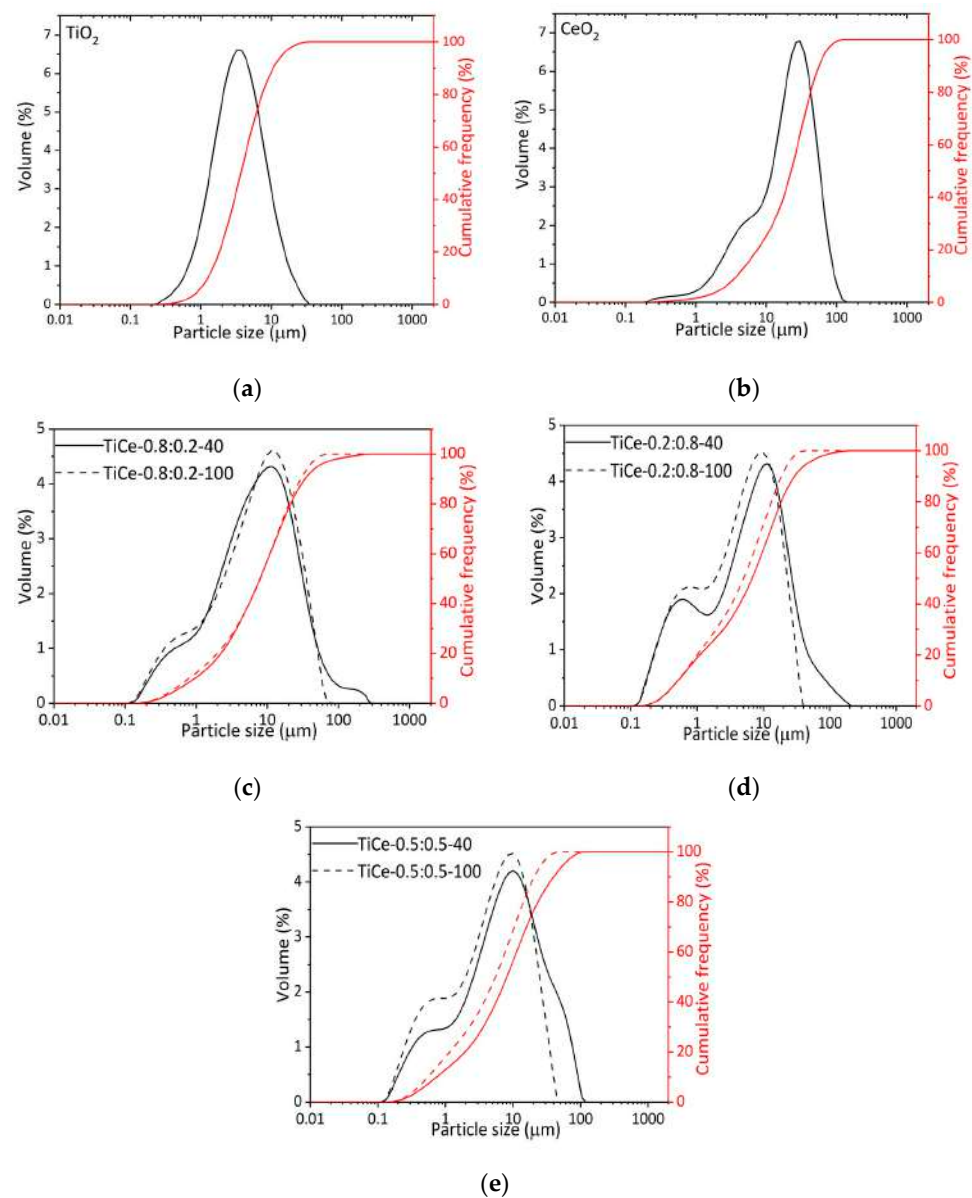 TiO2
Volume (%)
7
6
5
4
3
2
1
0
100
80
60
40
20
0
Cumulative frequency (%)
0.01 0.1 1 10 100 1000
Particle size (μm)
(a)
CeO2
Volume (%)
7
6
5
4
3
2
1
0
100
80
60
40
20
0
Cumulative frequency (%)
0.01 0.1 1 10 100 1000
Particle size (μm)
(b)
TiCe-0.8:0.2-40
TiCe-0.8:0.2-100
Volume (%)
5
4
3
2
1
0
100
80
60
40
20
0
Cumulative frequency (%)
0.01 0.1 1 10 100 1000
Particle size (μm)
(c)
TiCe-0.2:0.8-40
TiCe-0.2:0.8-100
Volume (%)
5
4
3
2
1
0
100
80
60
40
20
0
Cumulative frequency (%)
0.01 0.1 1 10 100 1000
Particle size (μm)
(d)
TiCe-0.5:0.5-40
TiCe-0.5:0.5-100
Volume (%)
5
4
3
2
1
0
100
80
60
40
20
0
Cumulative frequency (%)
0.01 0.1 1 10 100 1000
Particle size (μm)
(e)